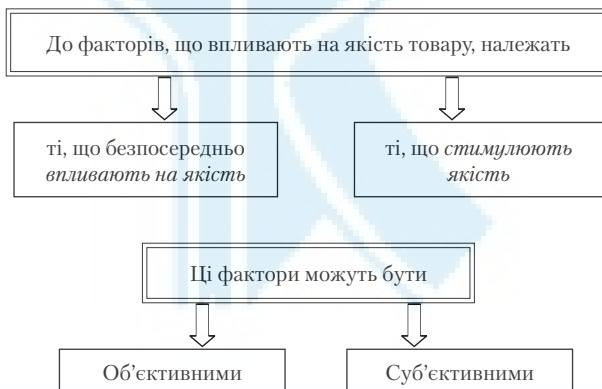 До факторів, що впливають на якість товару, належать
ті, що безпосередньо
впливають на якість
ті, що стимулюють
якість
Ці фактори можуть бути
Об’єктивними
Суб’єктивними